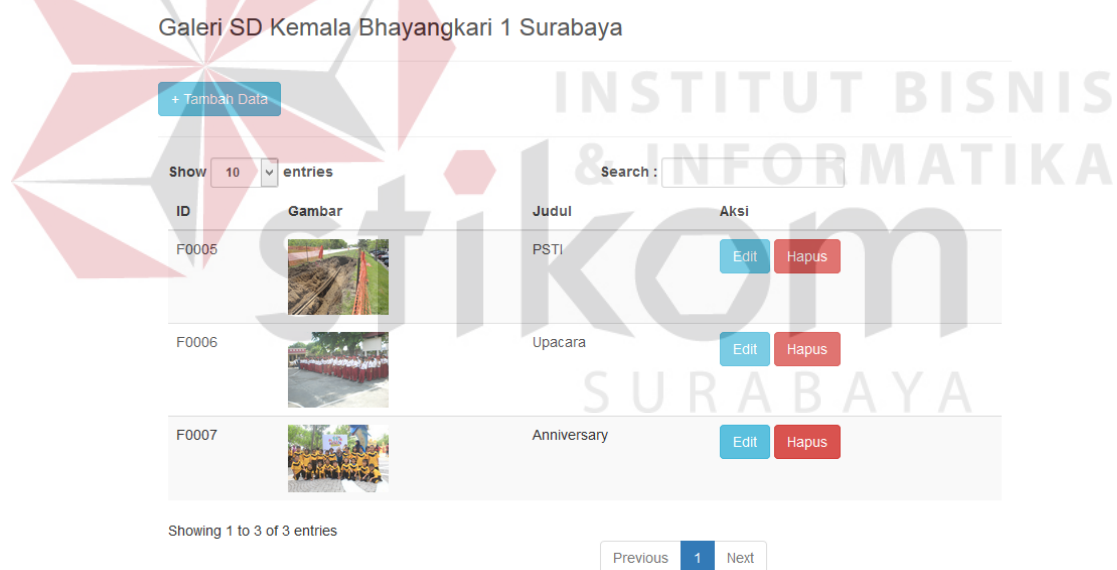 Galeri SD Kemala Bhayangkari 1 Surabaya
INSTITUT BISNIS
+ Tambah Data
& INFORMATIKA
Show 10 entries Search :
ID Gambar Judul Aksi
stikom
F0005 PSTI Edit Hapus
F0006 Upacara Edit Hapus
SURABAYA
F0007 Anniversary Edit Hapus
Showing 1 to 3 of 3 entries
Previous 1 Next